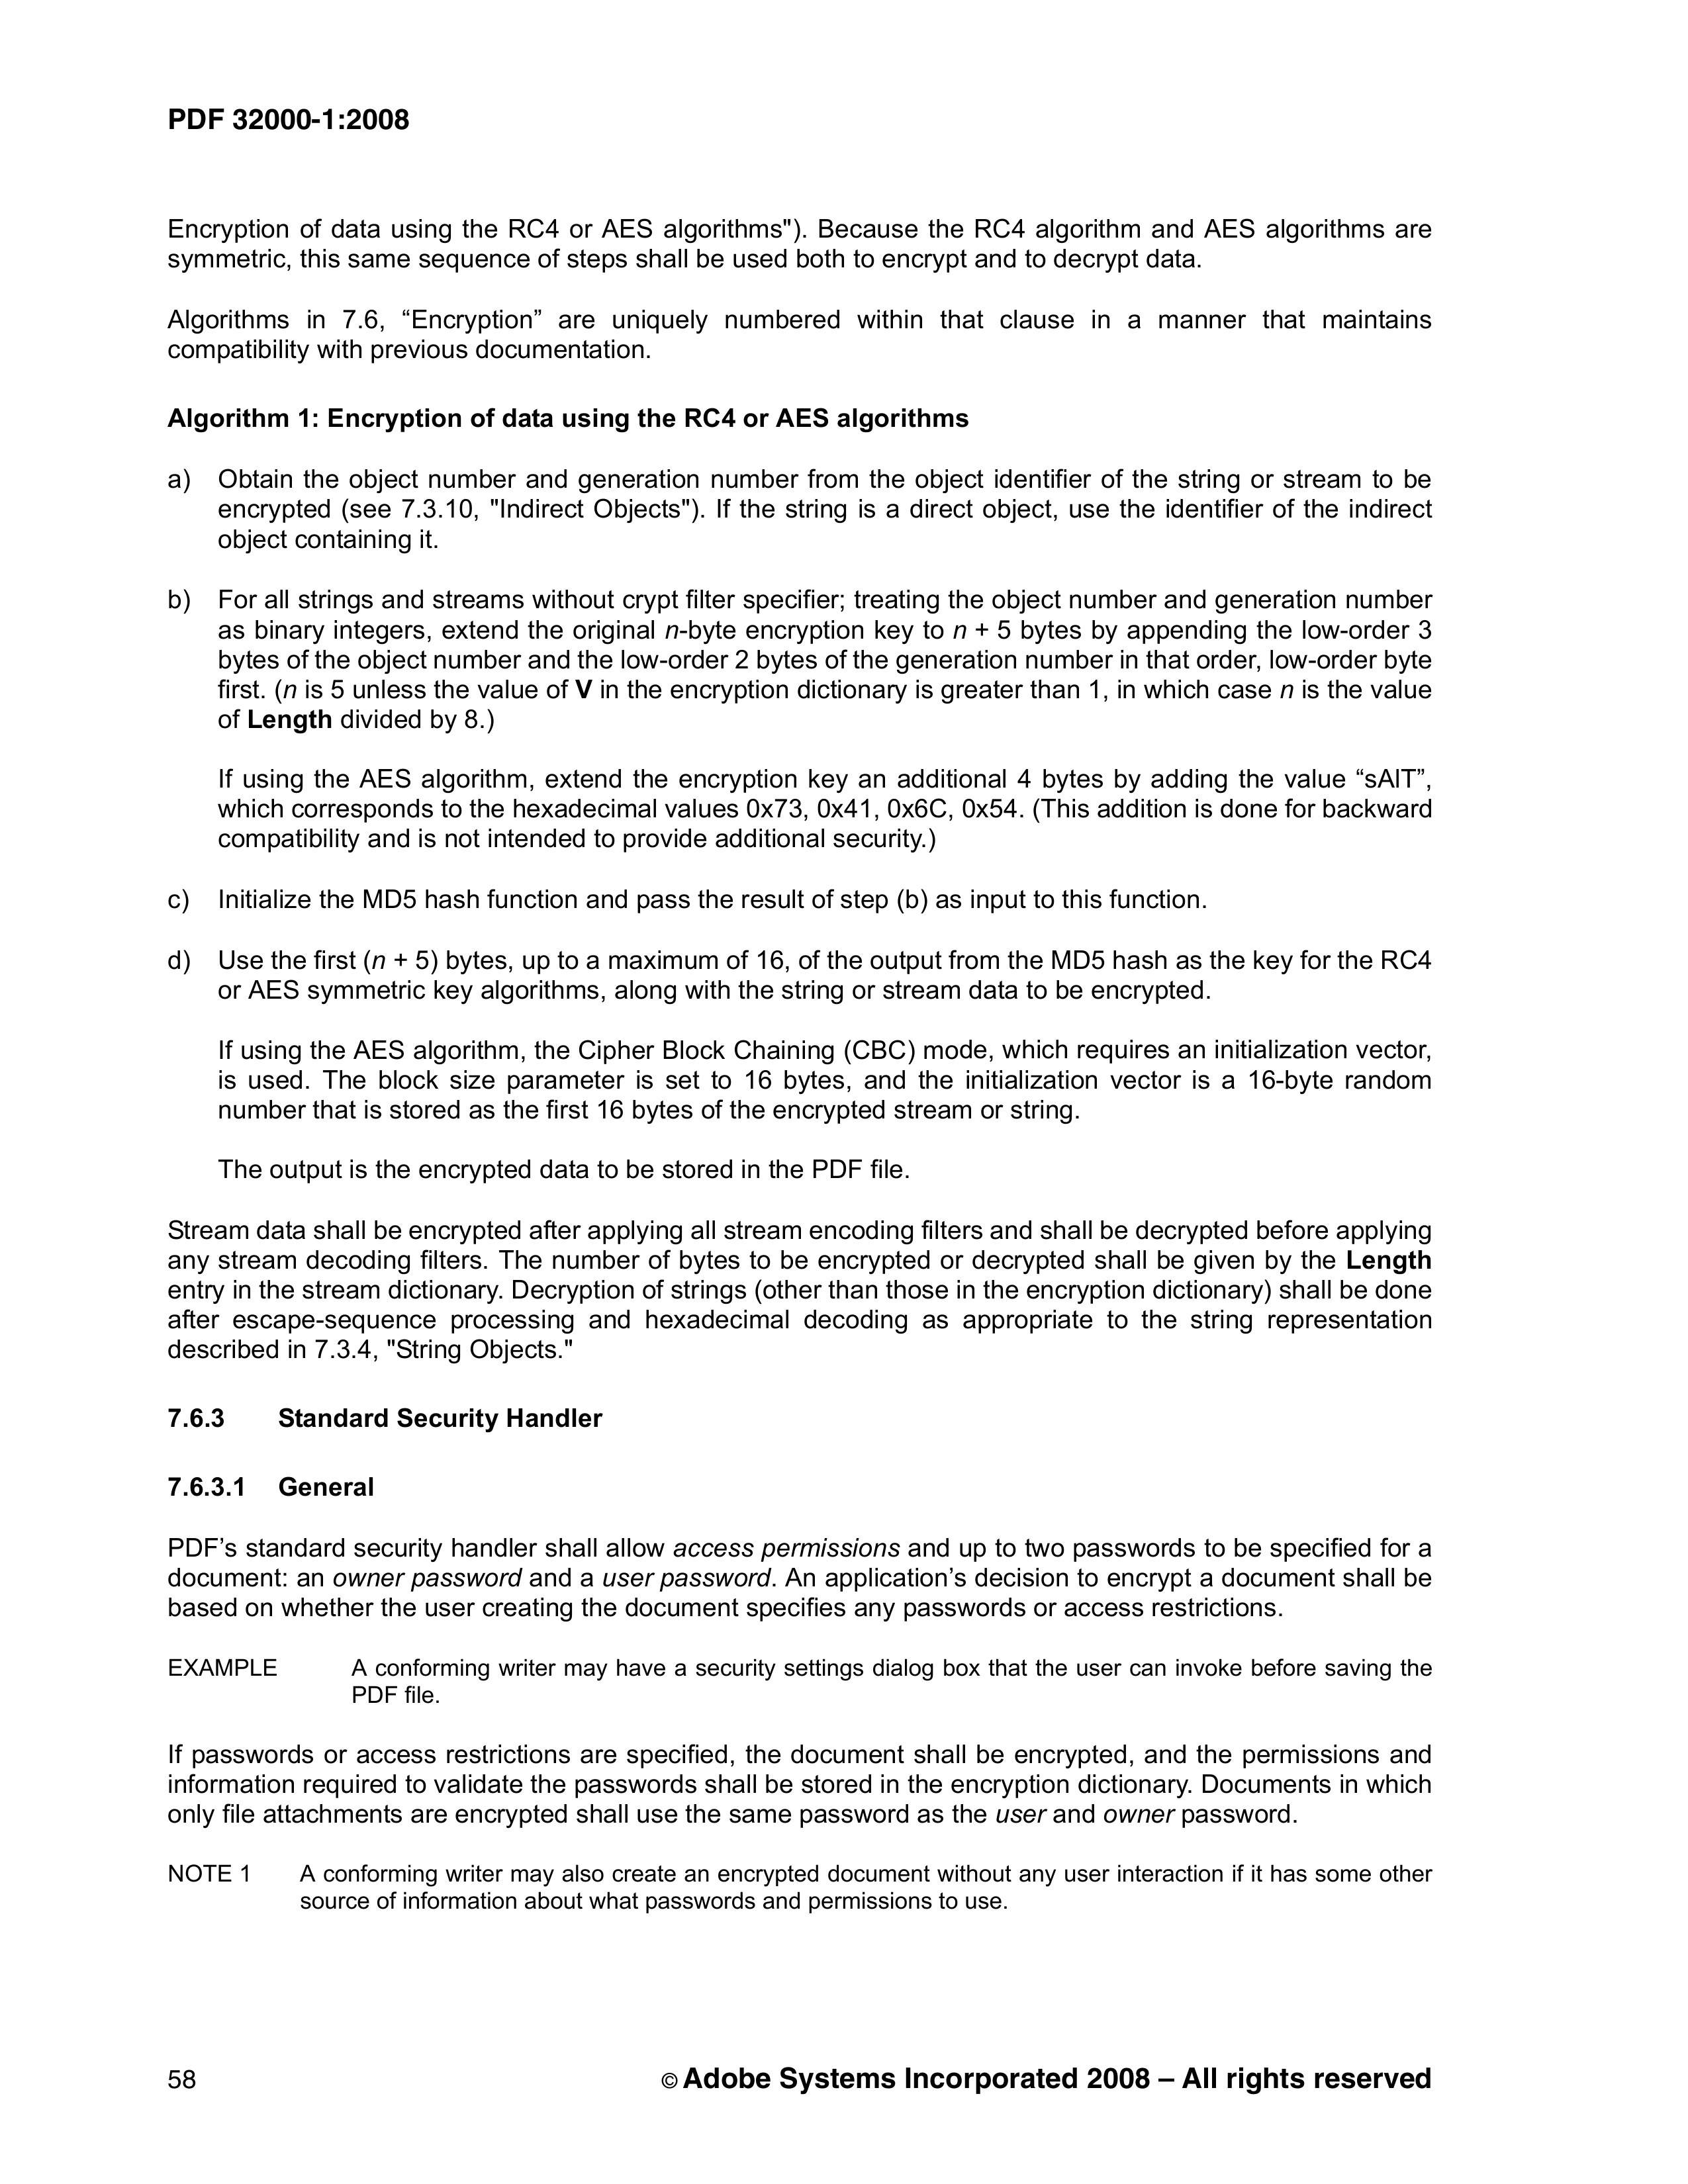 PDF 32000-1:2008
Encryption of data using the RC4 or AES algorithms"). Because the RC4 algorithm and AES algorithms are
symmetric, this same sequence of steps shall be used both to encrypt and to decrypt data.
Algorithms in 7.6, “Encryption” are uniquely numbered within that clause in a manner that maintains
compatibility with previous documentation.
Algorithm 1: Encryption of data using the RC4 or AES algorithms
a) Obtain the object number and generation number from the object identifier of the string or stream to be
encrypted (see 7.3.10, "Indirect Objects"). If the string is a direct object, use the identifier of the indirect
object containing it.
b) For all strings and streams without crypt filter specifier; treating the object number and generation number
as binary integers, extend the original n-byte encryption key to n + 5 bytes by appending the low-order 3
bytes of the object number and the low-order 2 bytes of the generation number in that order, low-order byte
first. (n is 5 unless the value of V in the encryption dictionary is greater than 1, in which case n is the value
of Length divided by 8.)
If using the AES algorithm, extend the encryption key an additional 4 bytes by adding the value “sAlT”,
which corresponds to the hexadecimal values 0x73, 0x41, 0x6C, 0x54. (This addition is done for backward
compatibility and is not intended to provide additional security.)
c) Initialize the MD5 hash function and pass the result of step (b) as input to this function.
d) Use the first (n + 5) bytes, up to a maximum of 16, of the output from the MD5 hash as the key for the RC4
or AES symmetric key algorithms, along with the string or stream data to be encrypted.
If using the AES algorithm, the Cipher Block Chaining (CBC) mode, which requires an initialization vector,
is used. The block size parameter is set to 16 bytes, and the initialization vector is a 16-byte random
number that is stored as the first 16 bytes of the encrypted stream or string.
The output is the encrypted data to be stored in the PDF file.
Stream data shall be encrypted after applying all stream encoding filters and shall be decrypted before applying
any stream decoding filters. The number of bytes to be encrypted or decrypted shall be given by the Length
entry in the stream dictionary. Decryption of strings (other than those in the encryption dictionary) shall be done
after escape-sequence processing and hexadecimal decoding as appropriate to the string representation
described in 7.3.4, "String Objects."
7.6.3 Standard Security Handler
7.6.3.1 General
PDF’s standard security handler shall allow access permissions and up to two passwords to be specified for a
document: an owner password and a user password. An application’s decision to encrypt a document shall be
based on whether the user creating the document specifies any passwords or access restrictions.
EXAMPLE A conforming writer may have a security settings dialog box that the user can invoke before saving the
PDF file.
If passwords or access restrictions are specified, the document shall be encrypted, and the permissions and
information required to validate the passwords shall be stored in the encryption dictionary. Documents in which
only file attachments are encrypted shall use the same password as the user and owner password.
NOTE 1 A conforming writer may also create an encrypted document without any user interaction if it has some other
source of information about what passwords and permissions to use.
58 © Adobe Systems Incorporated 2008 – All rights reserved